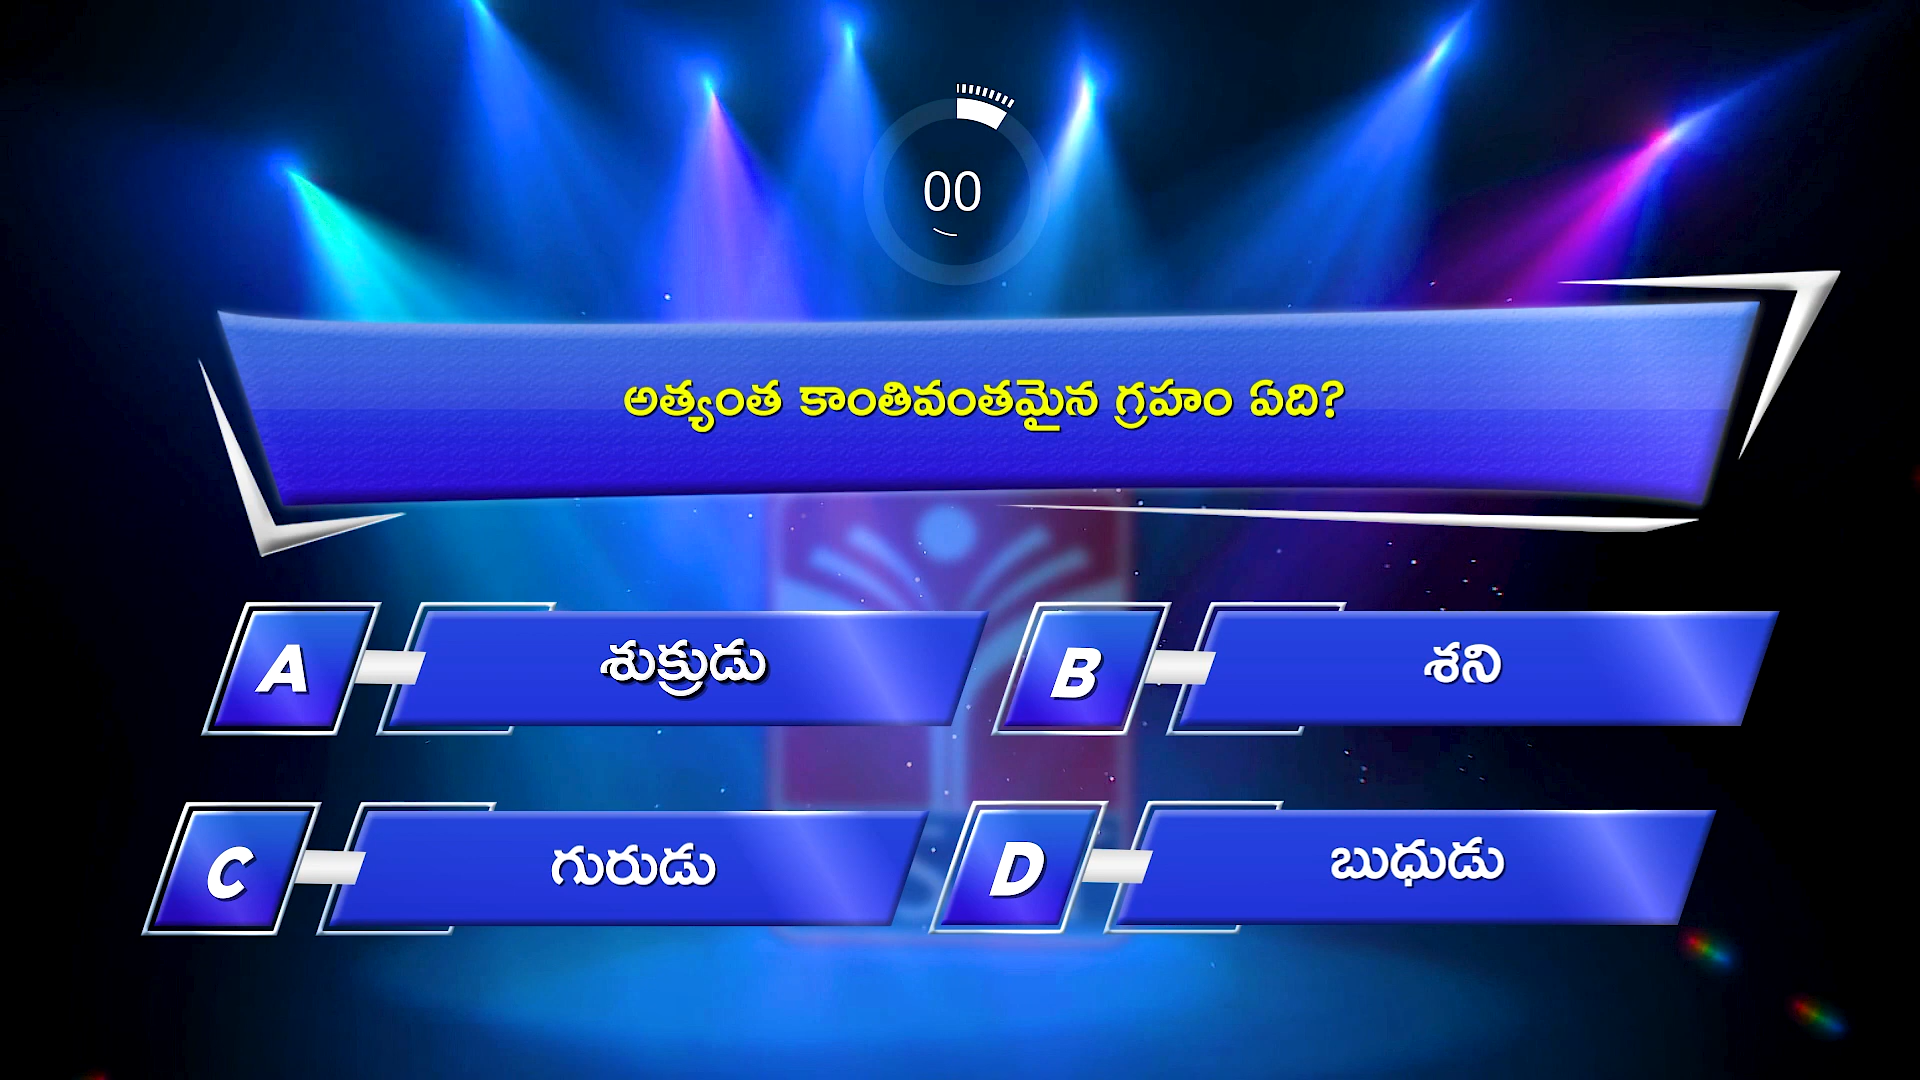 00
అత్యంత కాంతివంతమైన గ్రహం ఏది?
A శుక్రుడు
B శని
C గురుడు
D బుధుడు